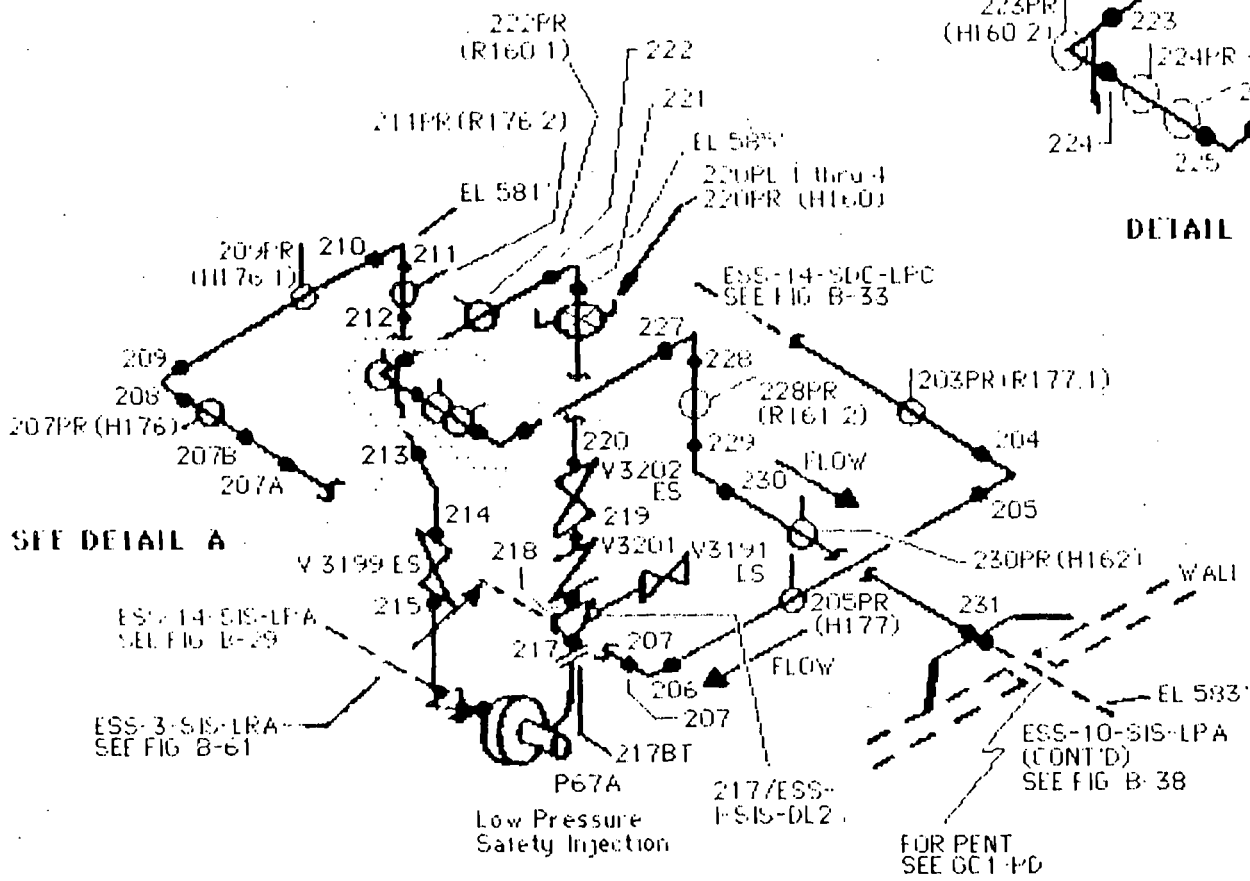 222PR
(R160.1)
222
211PR (R176.2)
221
EL 585'
220PL 1 thru 4
220PR (H160)
EL 581'
209PR
(H176.1)
210
211
212
223PR
(H160.2)
223
224PR
224
225
DETAIL
ESS-14-SDC-LPC
SEE FIG B-33
209
208
207PR (H176)
207B
207A
227
228
228PR
(R161.2)
229
203PR (R177.1)
204
205
FLOW
230
230PR (H162)
213
214
V3199 ES
215
SEE DETAIL A
220
V3202
ES
219
V3201
218
V3191
ES
205PR
(H177)
FLOW
217
207
206
207
231
WALL
EL 583'
ESS-14-SIS-LPA
SEE FIG B-29
ESS-3-SIS-LRA
SEE FIG B-61
217BT
P67A
Low Pressure
Safety Injection
217/ESS-
SIS-DL2
ESS-10-SIS-LPA
(CONT'D)
SEE FIG B-38
FOR PENT
SEE GC1-PD